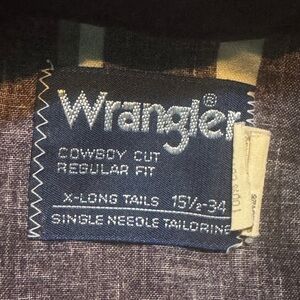 Wrangler®
COWBOY CUT
REGULAR FIT
X-LONG TAILS 15½-34
SINGLE NEEDLE TAILORING